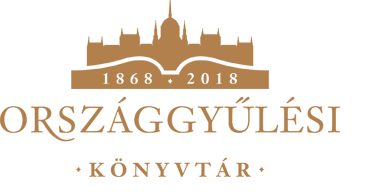 1868 • 2018
ORSZÁGGYŰLÉSI
• KÖNYVTÁR •